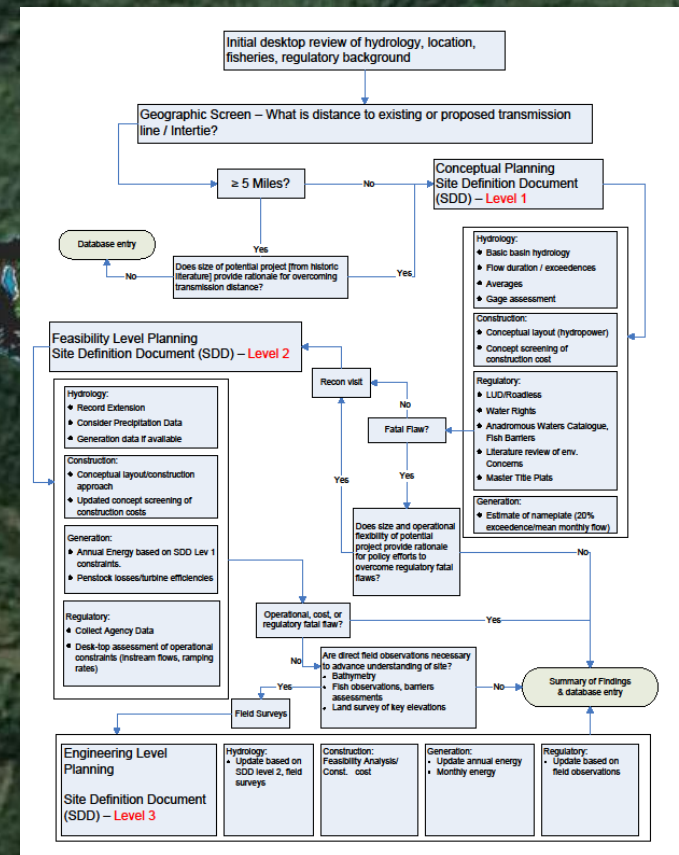 Initial desktop review of hydrology, location,
fisheries, regulatory background
Geographic Screen – What is distance to existing or proposed transmission
line / Intertie?
≥ 5 Miles?
No
Conceptual Planning
Site Definition Document
(SDD) – Level 1
Yes
Database entry
No
Does size of potential project [from historic
literature] provide rationale for overcoming
transmission distance?
Yes
Hydrology:
• Basic basin hydrology
• Flow duration / exceedences
• Averages
• Gage assessment
Construction:
• Conceptual layout (hydropower)
• Concept screening of
construction cost
Regulatory:
• LUD/Roadless
• Water Rights
• Anadromous Waters Catalogue,
Fish Barriers
• Literature review of env.
Concerns
• Master Title Plats
Generation:
• Estimate of nameplate (20%
exceedence/mean monthly flow)
Feasibility Level Planning
Site Definition Document (SDD) – Level 2
Recon visit
No
Fatal Flaw?
Yes
Yes
Hydrology:
• Record Extension
• Consider Precipitation Data
• Generation data if available
Construction:
• Conceptual layout/construction
approach
• Updated concept screening of
construction costs
Generation:
• Annual Energy based on SDD Lev 1
constraints.
• Penstock losses/turbine efficiencies
Regulatory:
• Collect Agency Data
• Desk-top assessment of operational
constraints (instream flows, ramping
rates)
Does size and operational
flexibility of potential
project provide rationale
for policy efforts to
overcome regulatory fatal
flaws?
No
Operational, cost, or
regulatory fatal flaw?
Yes
No
Are direct field observations necessary
to advance understanding of site?
• Bathymetry
• Fish observations, barriers
assessments
• Land survey of key elevations
Yes
No
Summary of Findings
& database entry
Field Surveys
Engineering Level
Planning
Site Definition Document
(SDD) – Level 3
Hydrology:
• Update based on
SDD level 2, field
surveys
Construction:
Feasibility Analysis/
Const. cost
Generation:
• Update annual energy
• Monthly energy
Regulatory:
• Update based on
field observations